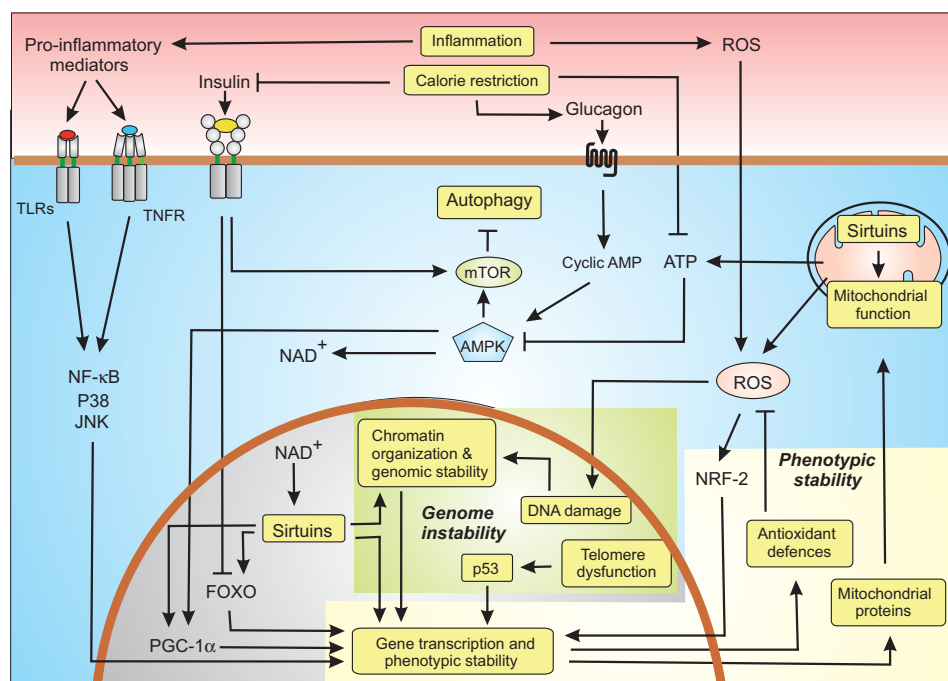 Inflammation
Pro-inflammatory
mediators
ROS
Insulin
Calorie restriction
Glucagon
TLRs
TNFR
Autophagy
mTOR
Cyclic AMP
ATP
Sirtuins
Mitochondrial
function
AMPK
NAD+
NF-κB
P38
JNK
ROS
Chromatin
organization &
genomic stability
NAD+
Phenotypic
stability
NRF-2
Genome
instability
DNA damage
Sirtuins
Antioxidant
defences
p53
Telomere
dysfunction
FOXO
Mitochondrial
proteins
PGC-1α
Gene transcription and
phenotypic stability